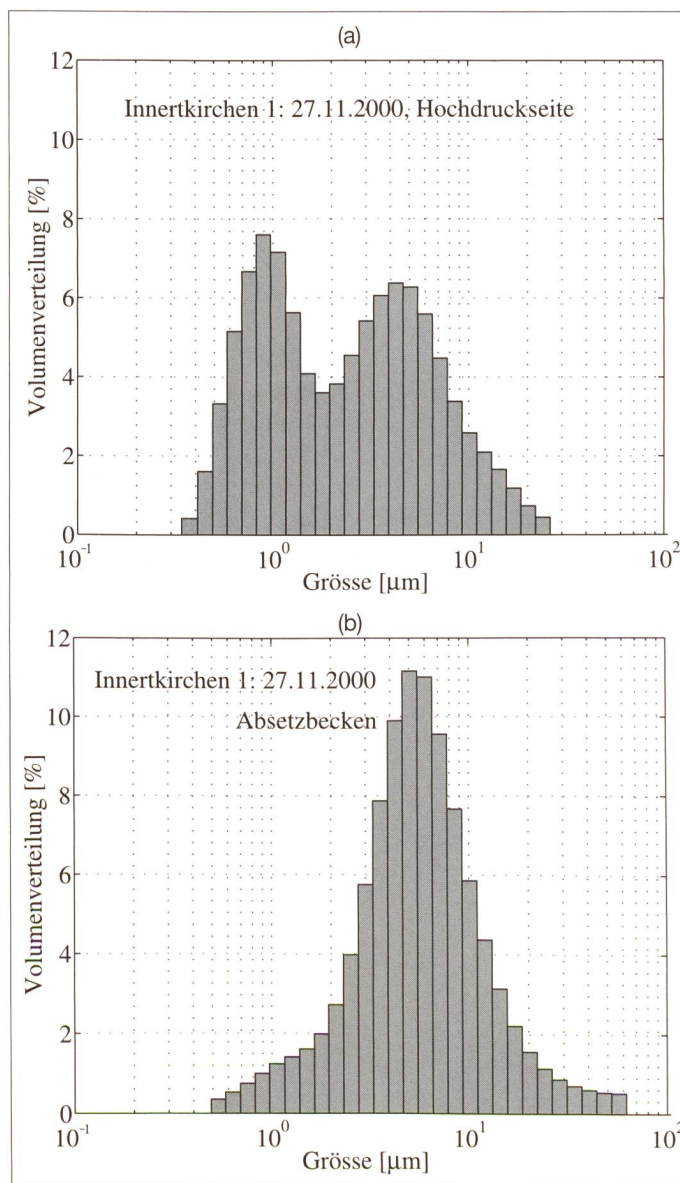 (a)
12
10
8
6
4
2
0
Volumenverteilung [%]
Innertkirchen 1: 27.11.2000, Hochdruckseite
10-1
100
101
102
Grösse [µm]
(b)
12
10
8
6
4
2
0
Volumenverteilung [%]
Innertkirchen 1: 27.11.2000
Absetzbecken
10-1
100
101
102
Grösse [µm]